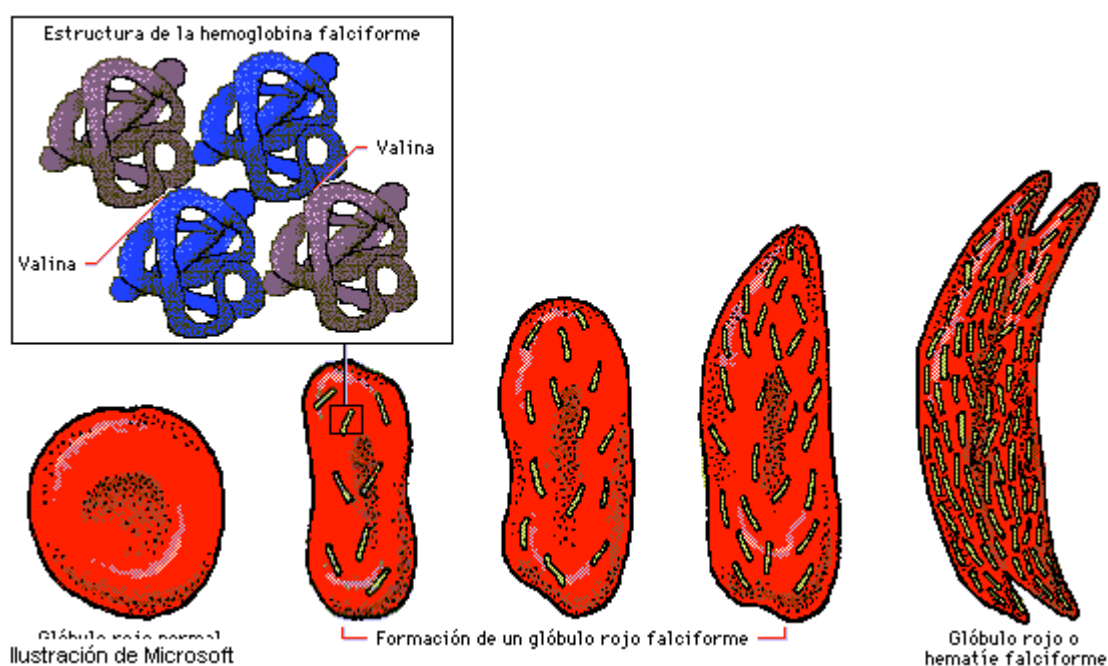 Estructura de la hemoglobina falciforme
Valina
Valina
Glóbulo rojo normal
Ilustración de Microsoft
Formación de un glóbulo rojo falciforme
Glóbulo rojo o
hematíe falciforme